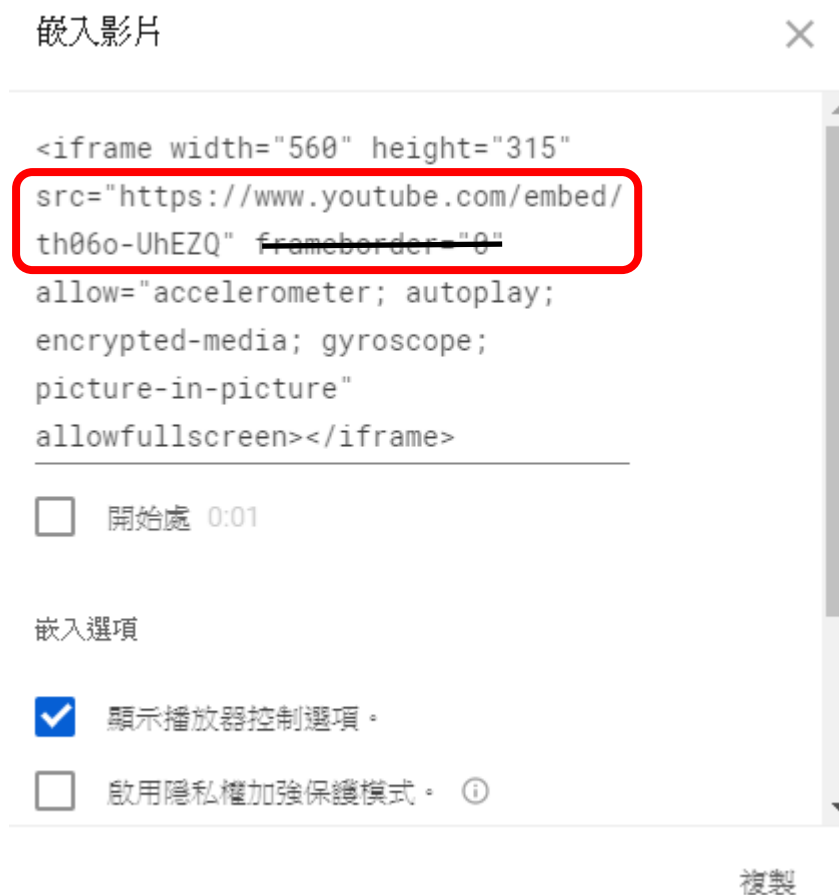 嵌入影片
<iframe width="560" height="315"
src="https://www.youtube.com/embed/
th06o-UhEZQ" frameborder="0"
allow="accelerometer; autoplay;
encrypted-media; gyroscope;
picture-in-picture"
allowfullscreen></iframe>
開始處 0:01
嵌入選項
顯示播放器控制選項。
啟用隱私權加強保護模式。
複製